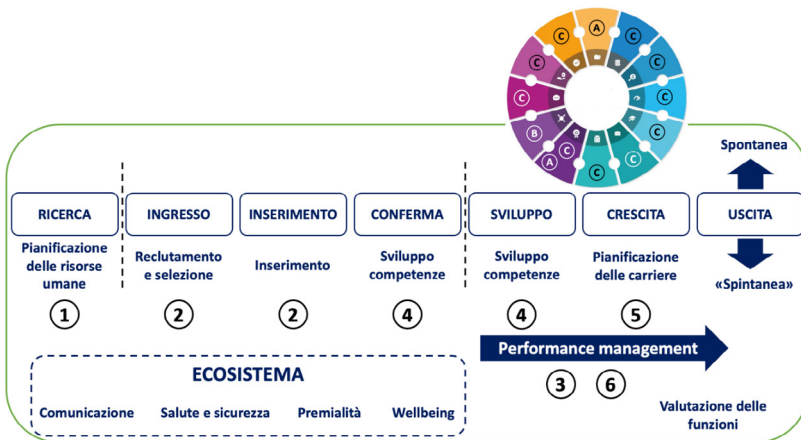 A
C
C
C
C
C
C
C
A
B
C
C
C
Spontanea
RICERCA
INGRESSO
INSERIMENTO
CONFERMA
SVILUPPO
CRESCITA
USCITA
Pianificazione
delle risorse
umane
Reclutamento
e selezione
Inserimento
Sviluppo
competenze
Sviluppo
competenze
Pianificazione
delle carriere
«Spintanea»
1
2
2
4
4
5
Performance management
3
6
ECOSISTEMA
Comunicazione
Salute e sicurezza
Premialità
Wellbeing
Valutazione delle
funzioni